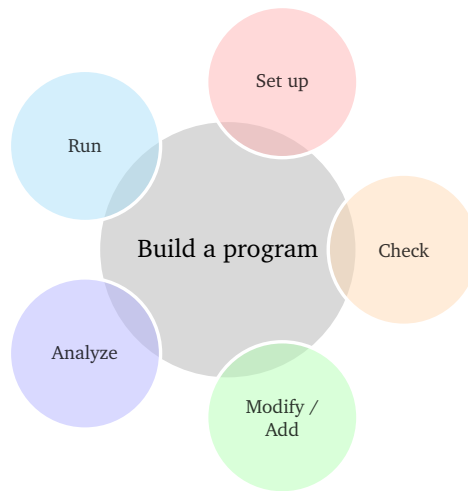 Set up
Run
Build a program
Check
Analyze
Modify /
Add